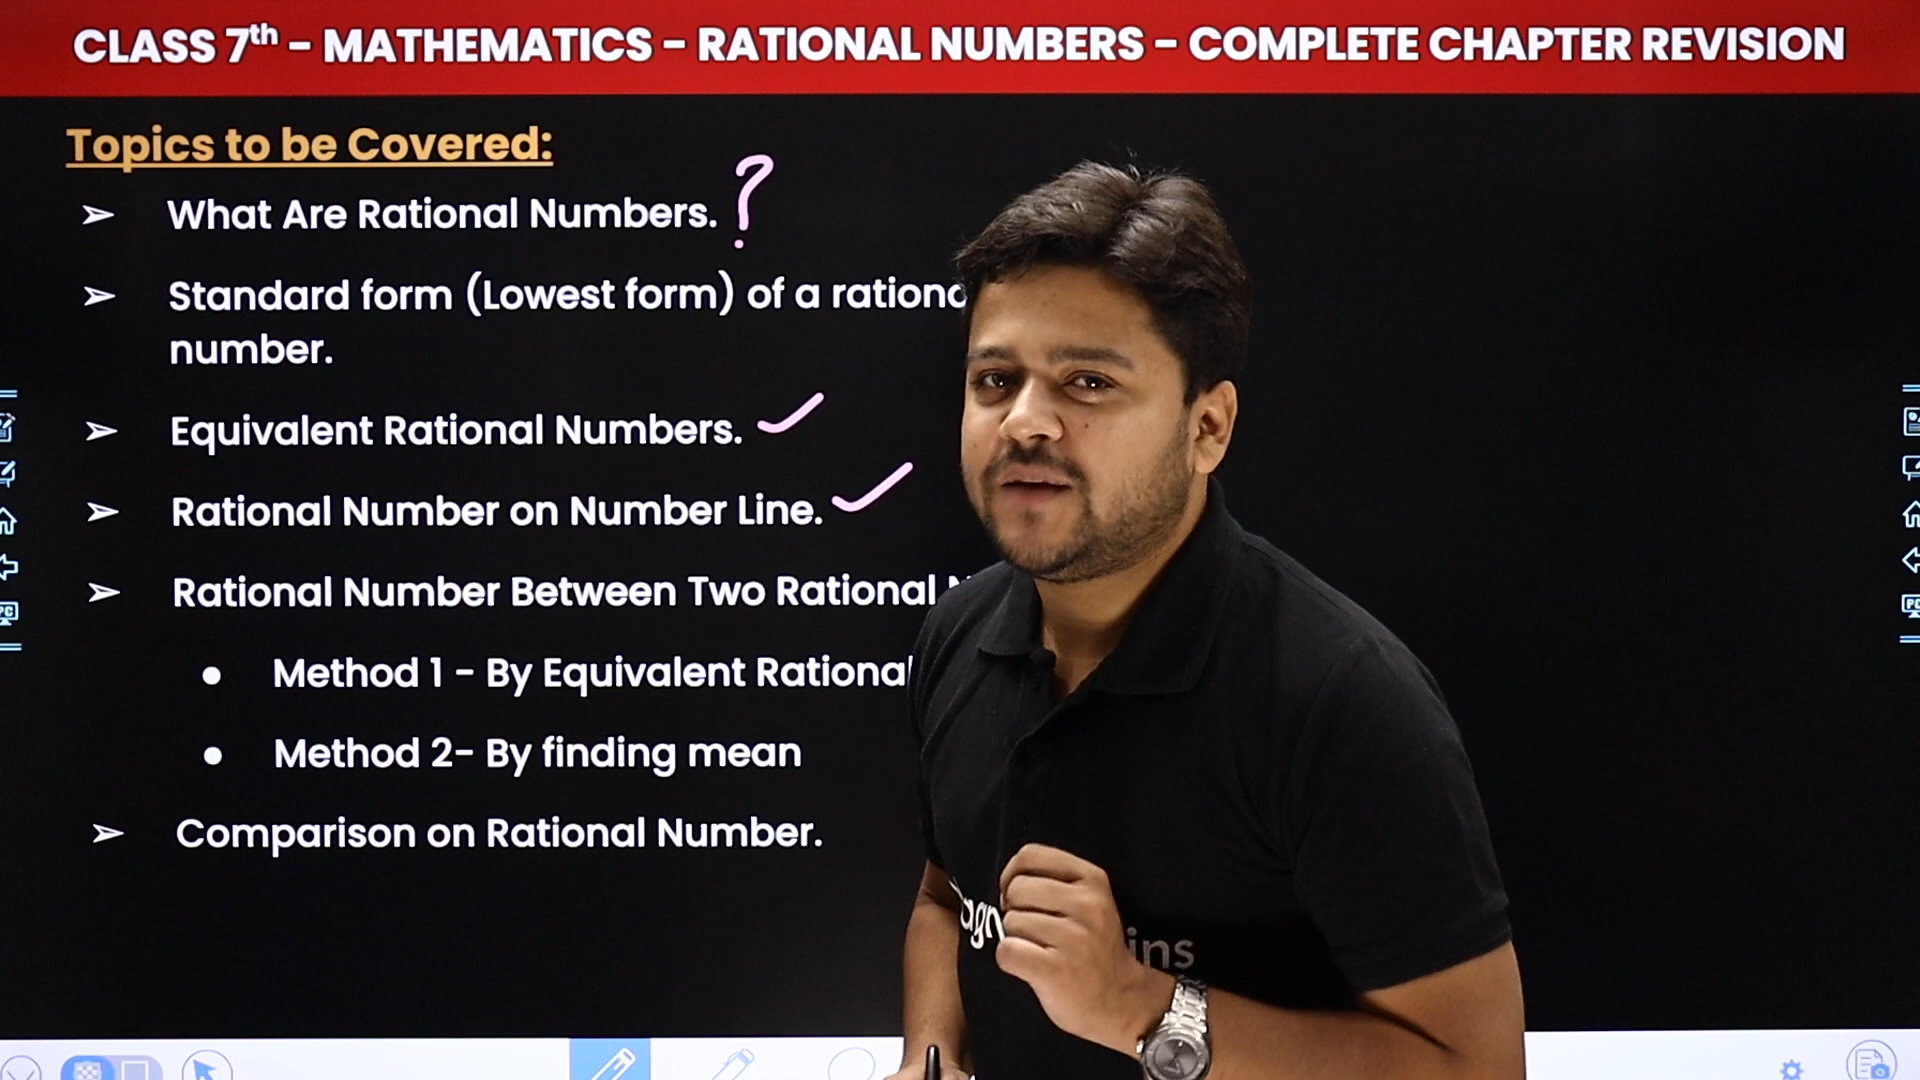 CLASS 7th - MATHEMATICS - RATIONAL NUMBERS - COMPLETE CHAPTER REVISION
Topics to be Covered:
➢ What Are Rational Numbers. ?
➢ Standard form (Lowest form) of a
number.
➢ Equivalent Rational Numbers.
➢ Rational Number on Number Line.
➢ Rational Number Between Two Rational
● Method 1 - By Equivalent Rational
● Method 2- By finding mean
➢ Comparison on Rational Number.